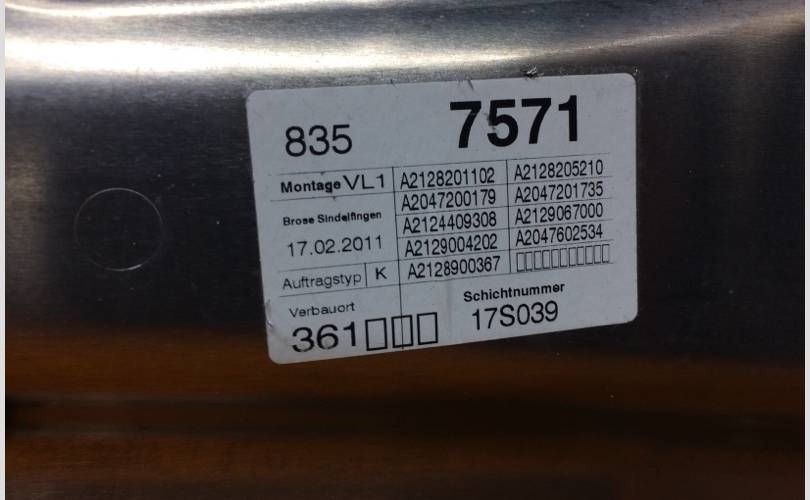 835 7571
Montage VL1 A2128201102 A2128205210
A2047200179 A2047201735
Brose Sindelfingen A2124409308 A2129067000
17.02.2011 A2129004202 A2047602534
Auftragstyp K A2128900367 □□□□□□□□□□□
Verbauort Schichtnummer
361□□□ 17S039